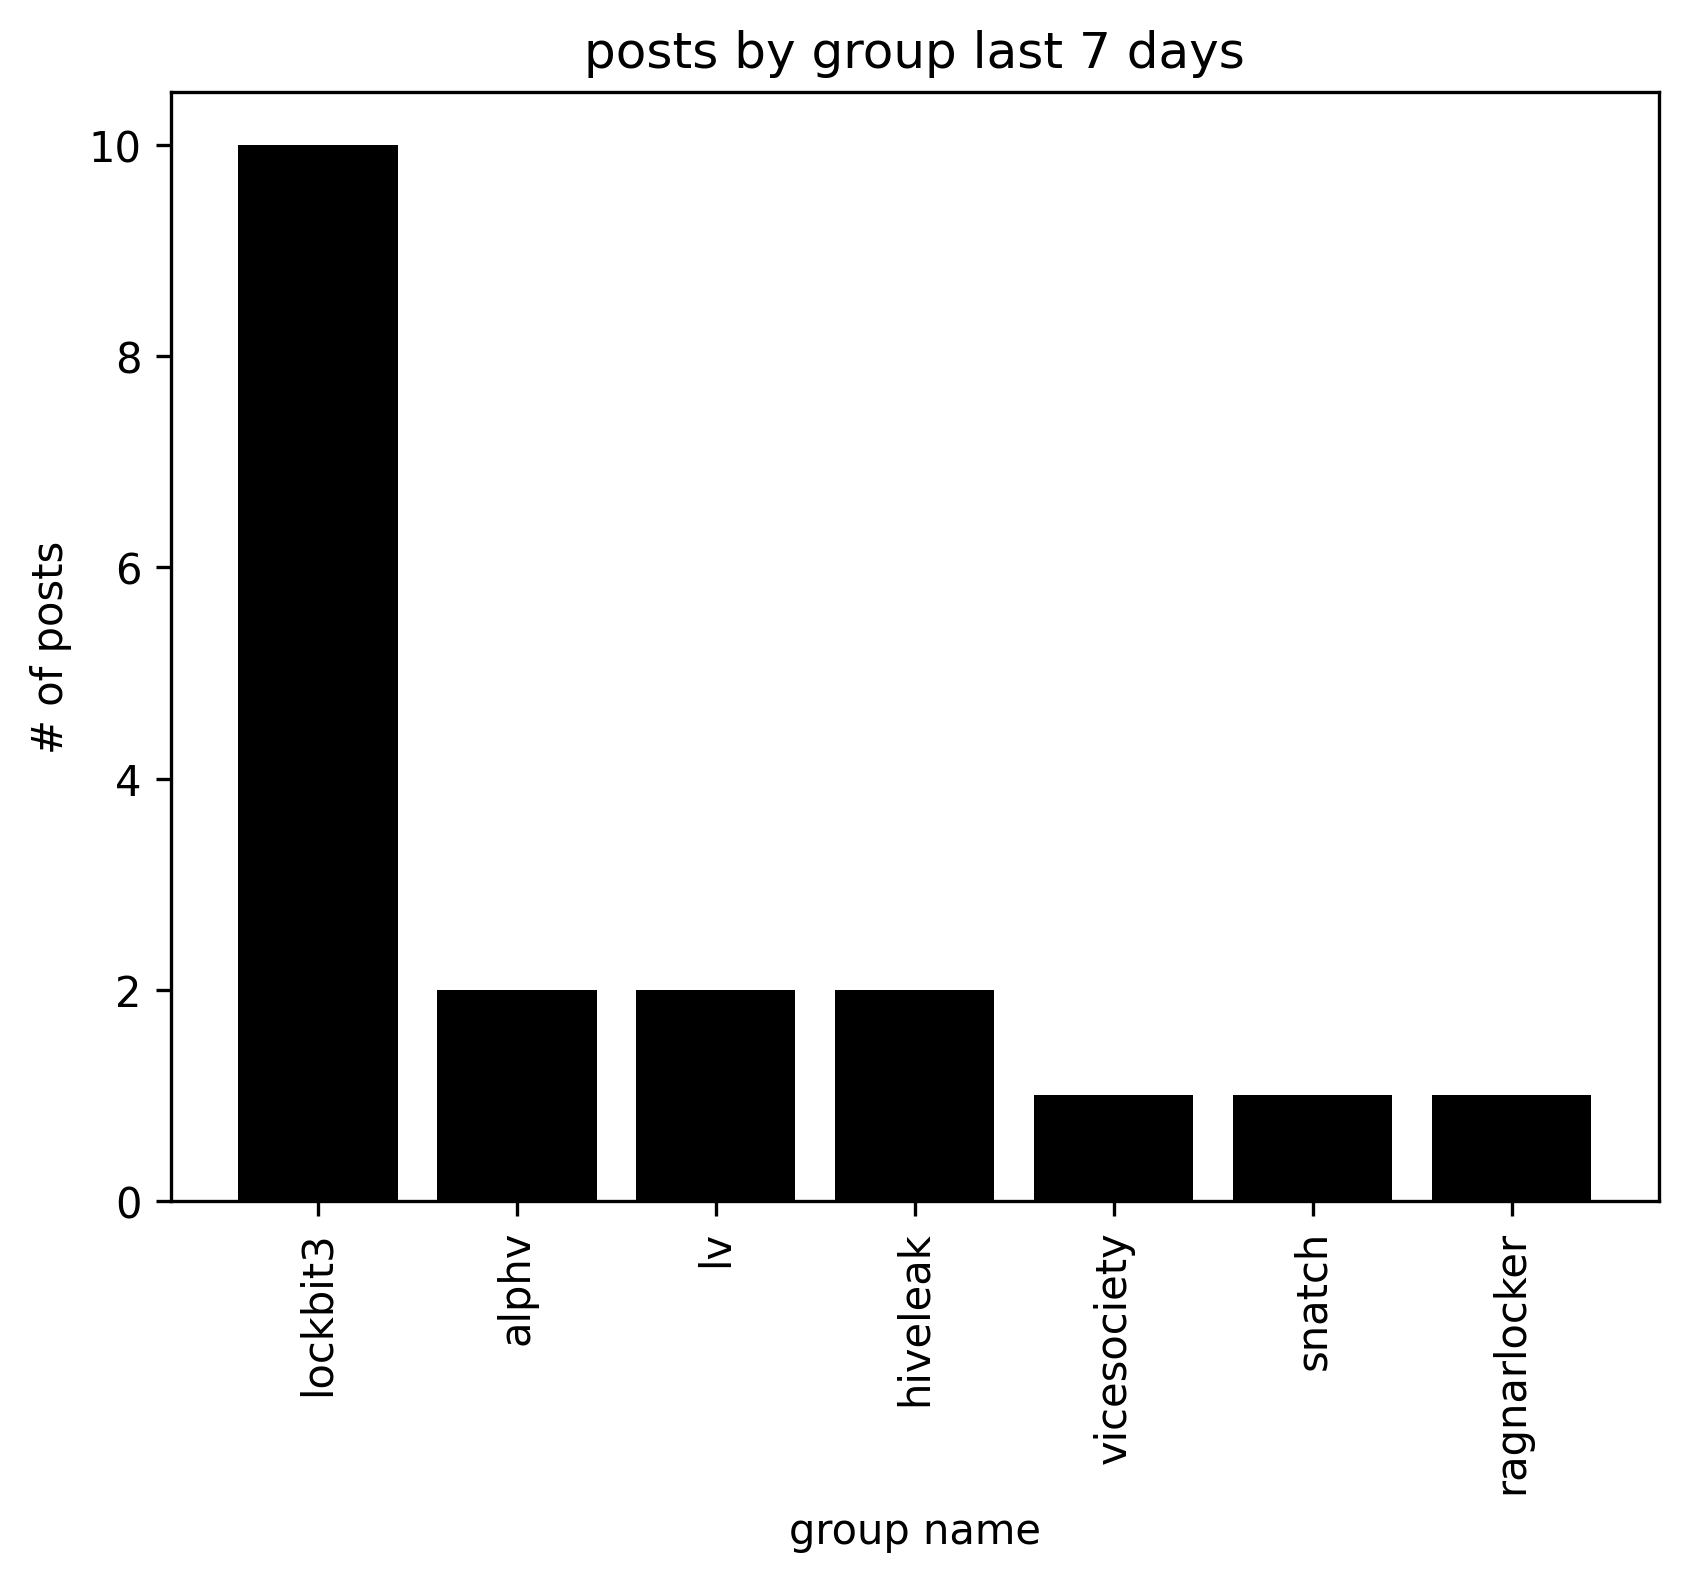 posts by group last 7 days
10
8
6
4
2
0
# of posts
lockbit3
alphv
lv
hiveleak
vicesociety
snatch
ragnarlocker
group name